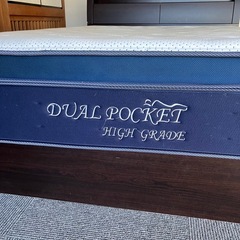 DUAL POCKET
HIGH GRADE